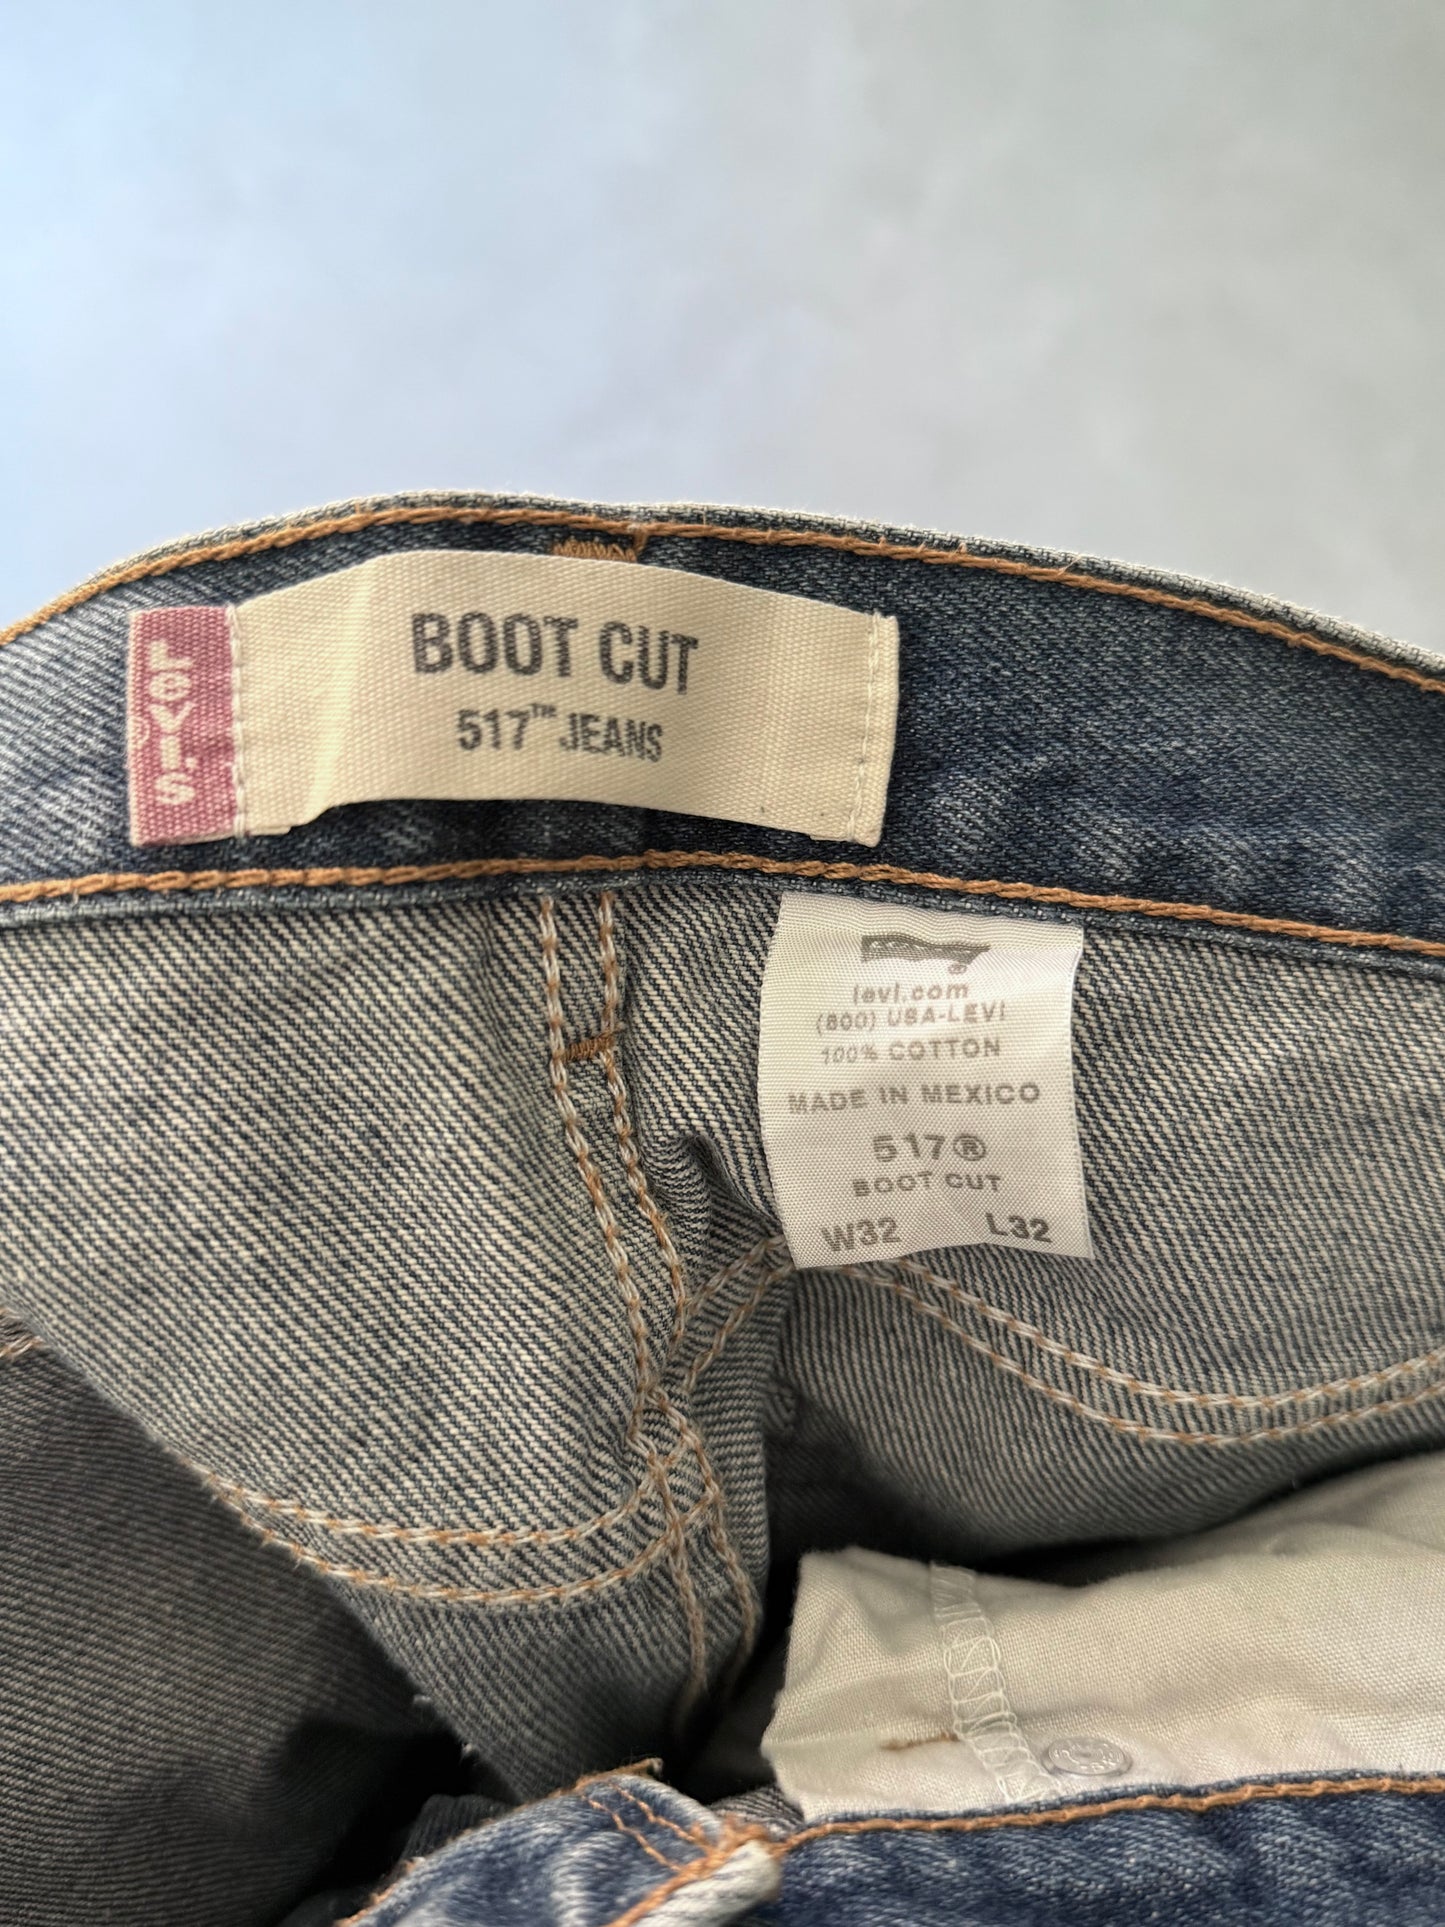 LEVI'S
BOOT CUT
517™ JEANS
levi.com
(800) USA-LEVI
100% COTTON
MADE IN MEXICO
517®
BOOT CUT
W32 L32